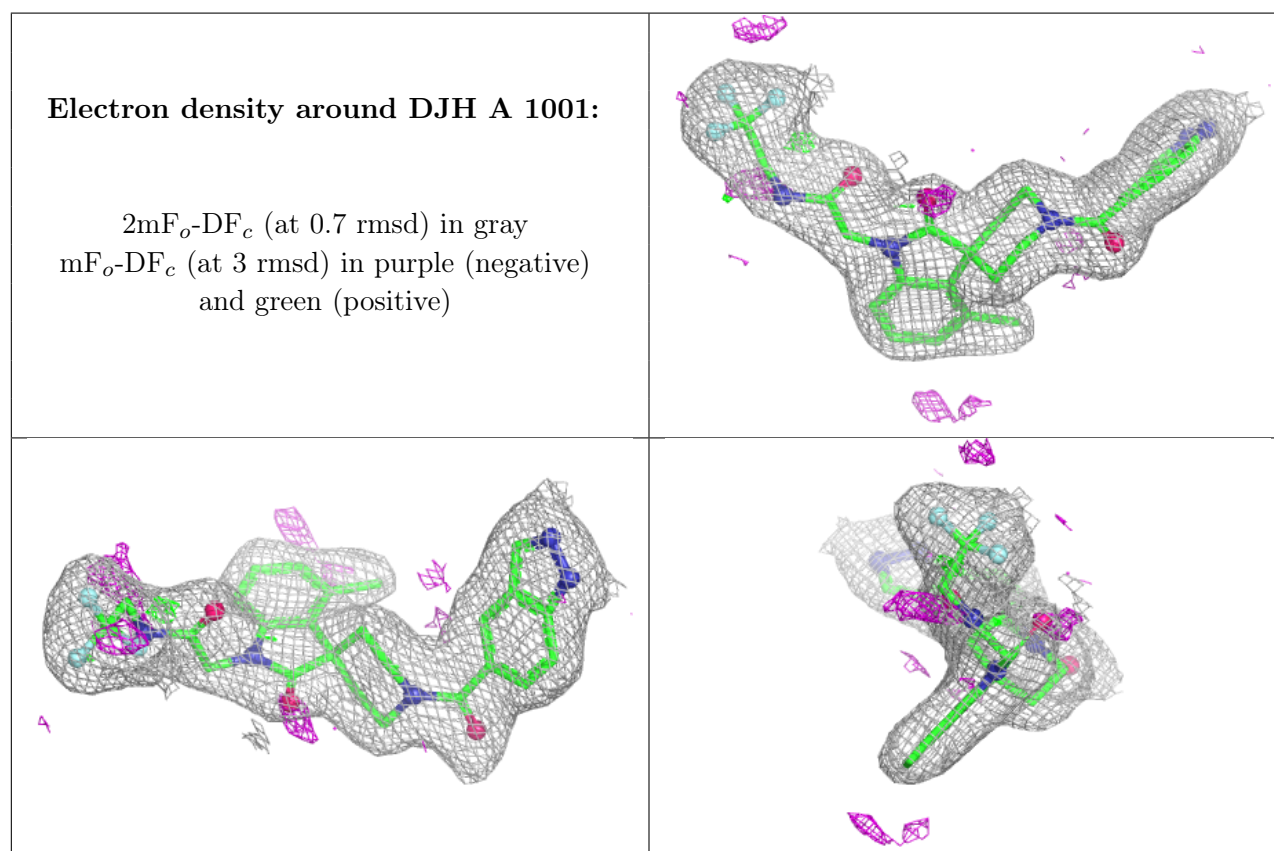 Electron density around DJH A 1001:
2mFo-DFc (at 0.7 rmsd) in gray
mFo-DFc (at 3 rmsd) in purple (negative)
and green (positive)